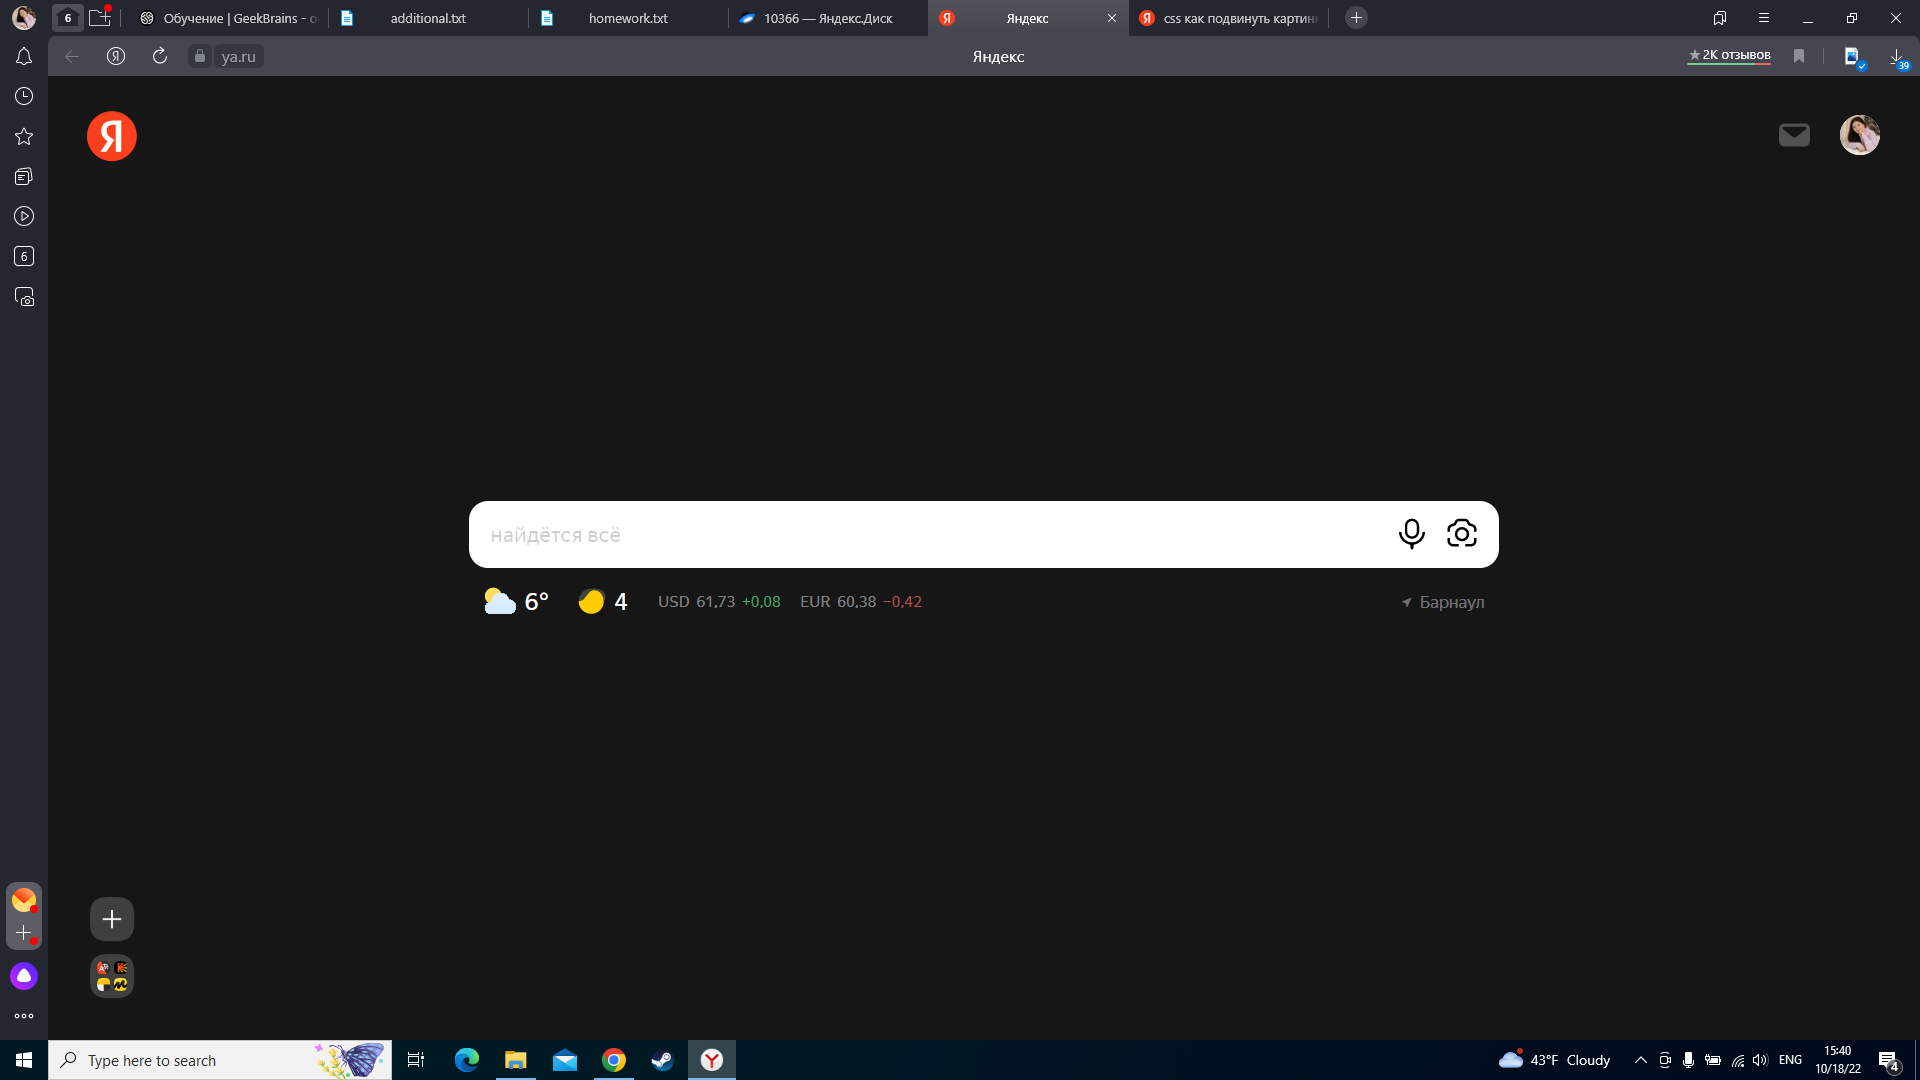 6
Обучение | GeekBrains - о
additional.txt
homework.txt
10366 — Яндекс.Диск
Я
Яндекс
Я
css как подвинуть картин
Я
ya.ru
Яндекс
2К отзывов
39
Я
6
найдётся всё
6°
4
USD 61,73 +0,08
EUR 60,38 −0,42
Барнаул
Type here to search
Y
43°F Cloudy
ENG
15:40
10/18/22
4